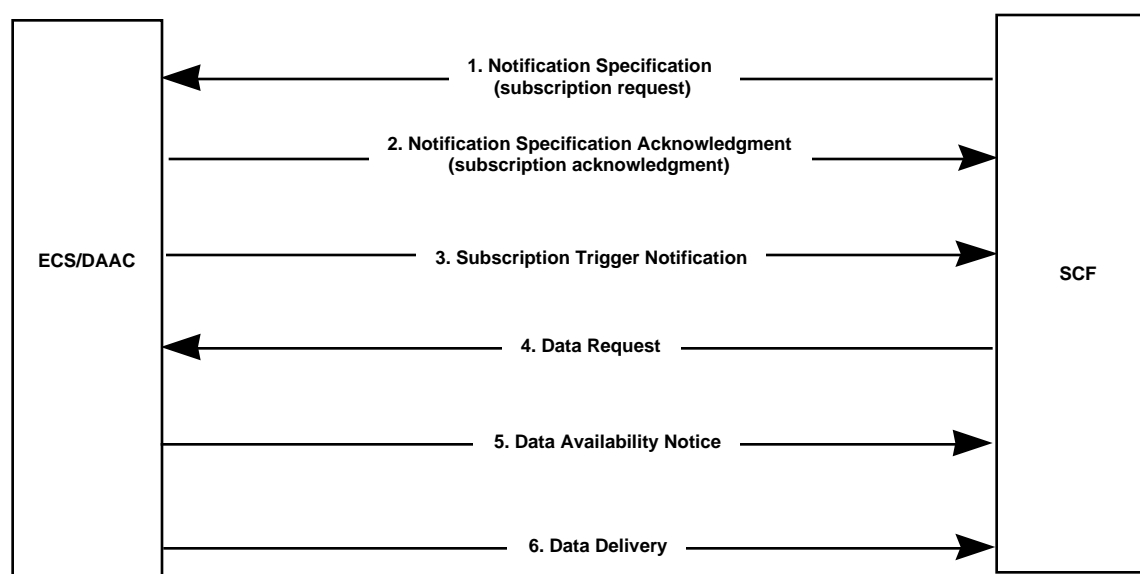 1. Notification Specification
(subscription request)
2. Notification Specification Acknowledgment
(subscription acknowledgment)
ECS/DAAC
3. Subscription Trigger Notification
SCF
4. Data Request
5. Data Availability Notice
6. Data Delivery